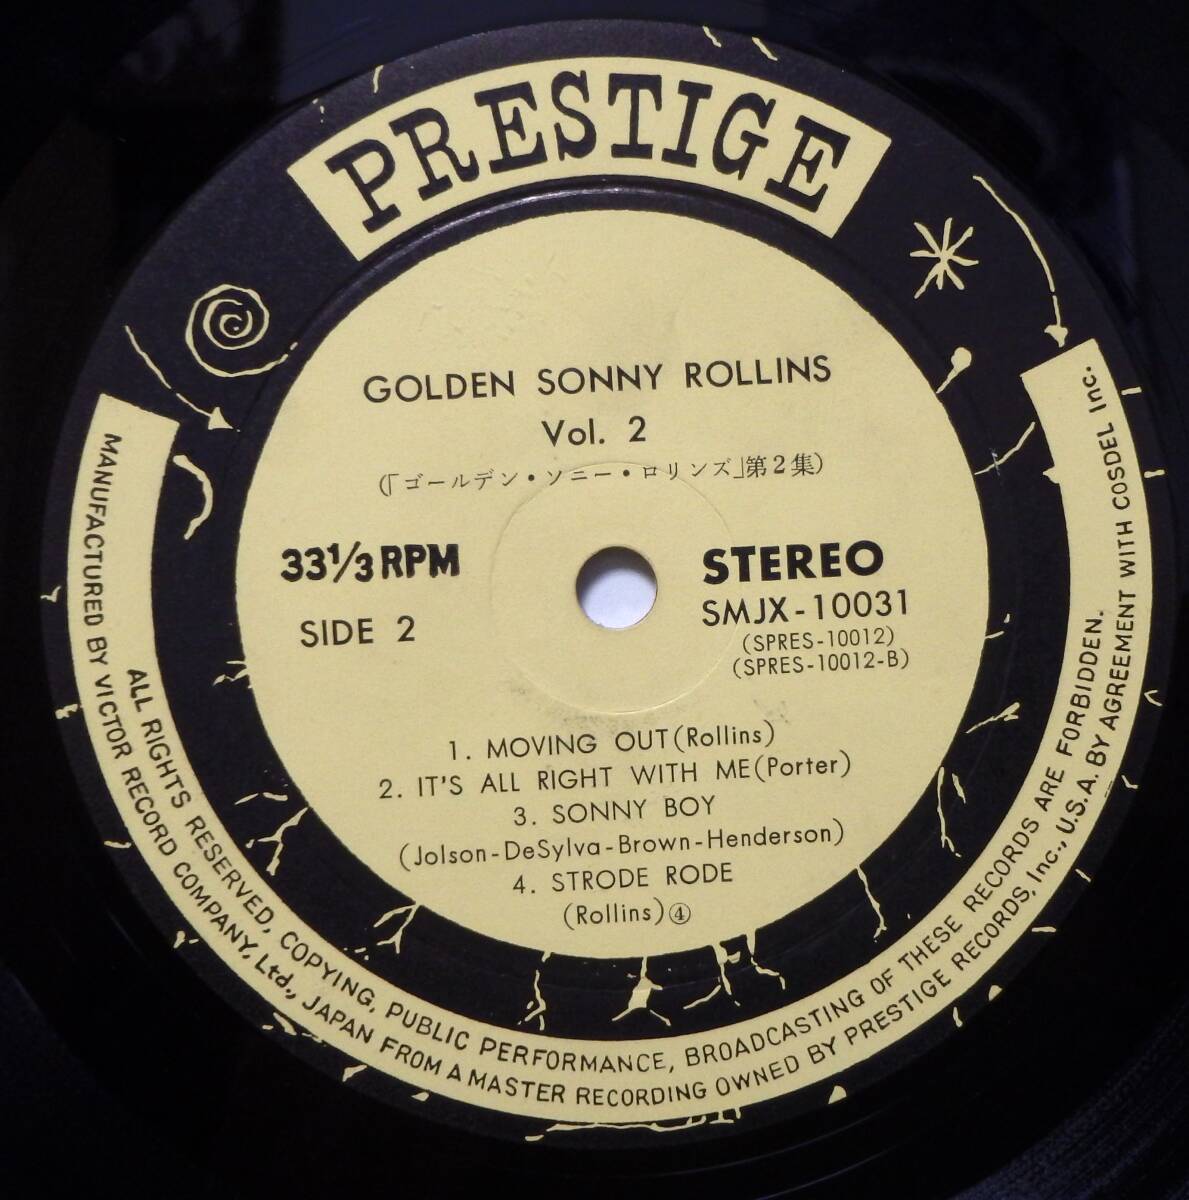 PRESTIGE
GOLDEN SONNY ROLLINS
Vol. 2
(「ゴールデン・ソニー・ロリンズ」第2集)
33 1/3 RPM
SIDE 2
STEREO
SMJX-10031
(SPRES-10012)
(SPRES-10012-B)
1. MOVING OUT(Rollins)
2. IT'S ALL RIGHT WITH ME(Porter)
3. SONNY BOY
(Jolson-DeSylva-Brown-Henderson)
4. STRODE RODE
(Rollins)④
ALL RIGHTS RESERVED, COPYING, PUBLIC PERFORMANCE, BROADCASTING OF THESE RECORDS ARE FORBIDDEN.
MANUFACTURED BY VICTOR RECORD COMPANY, Ltd., JAPAN FROM A MASTER RECORDING OWNED BY PRESTIGE RECORDS, Inc., U.S.A. BY AGREEMENT WITH COSDEL Inc.